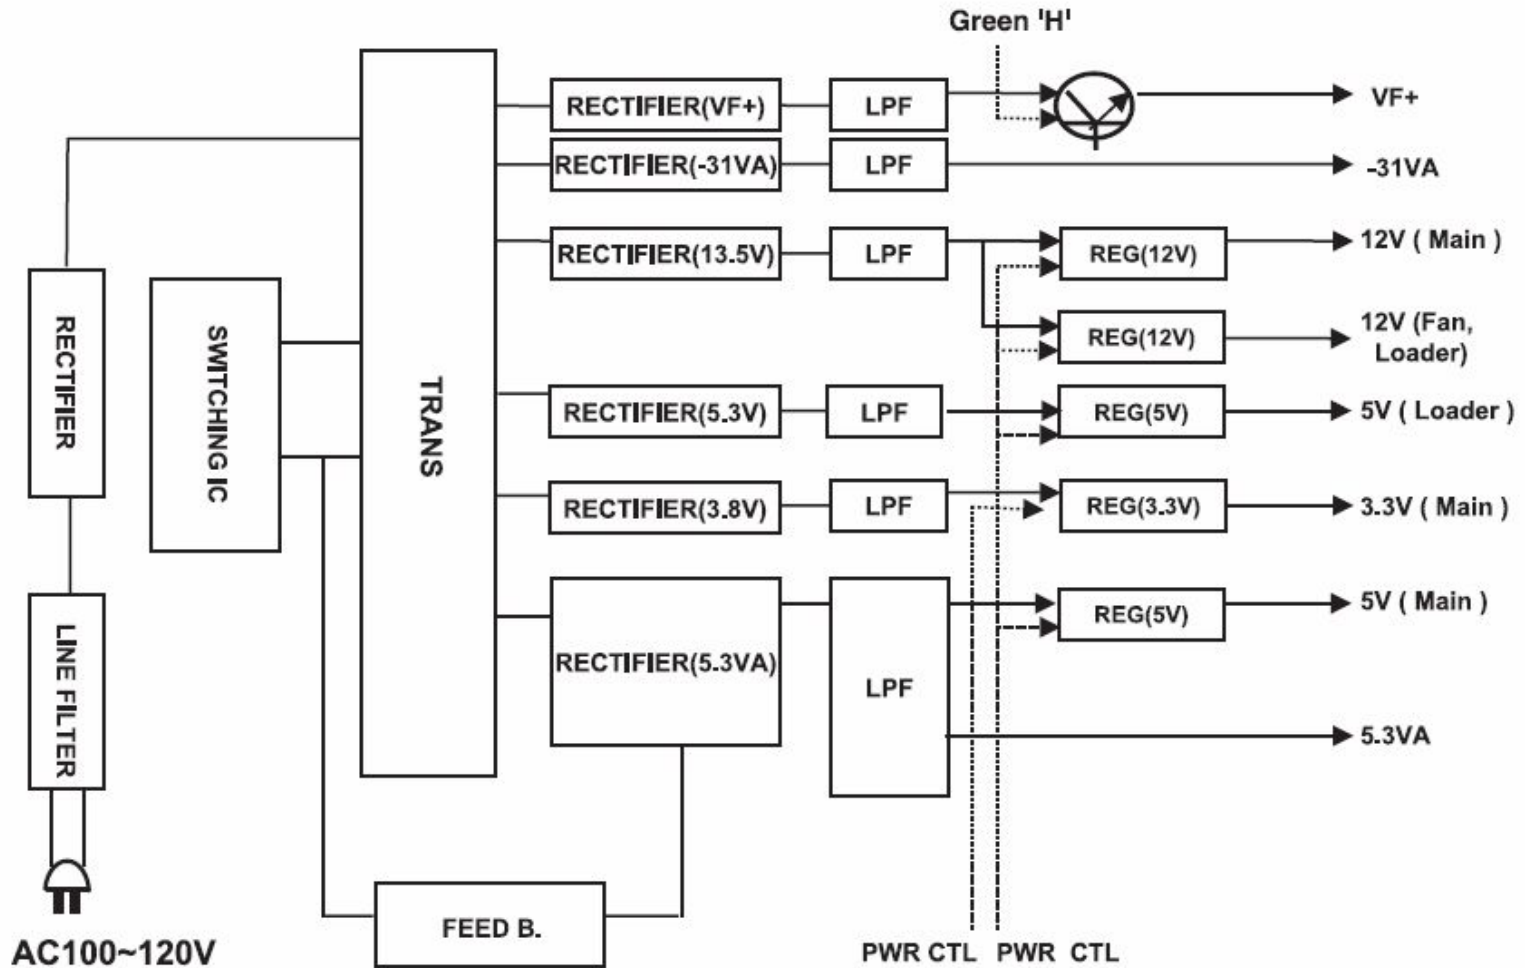 Green 'H'
RECTIFIER(VF+)
LPF
VF+
RECTIFIER(-31VA)
LPF
-31VA
RECTIFIER(13.5V)
LPF
REG(12V)
12V ( Main )
REG(12V)
12V (Fan,
Loader)
RECTIFIER
SWITCHING IC
TRANS
RECTIFIER(5.3V)
LPF
REG(5V)
5V ( Loader )
RECTIFIER(3.8V)
LPF
REG(3.3V)
3.3V ( Main )
LINE FILTER
RECTIFIER(5.3VA)
LPF
REG(5V)
5V ( Main )
5.3VA
FEED B.
AC100~120V
PWR CTL
PWR CTL